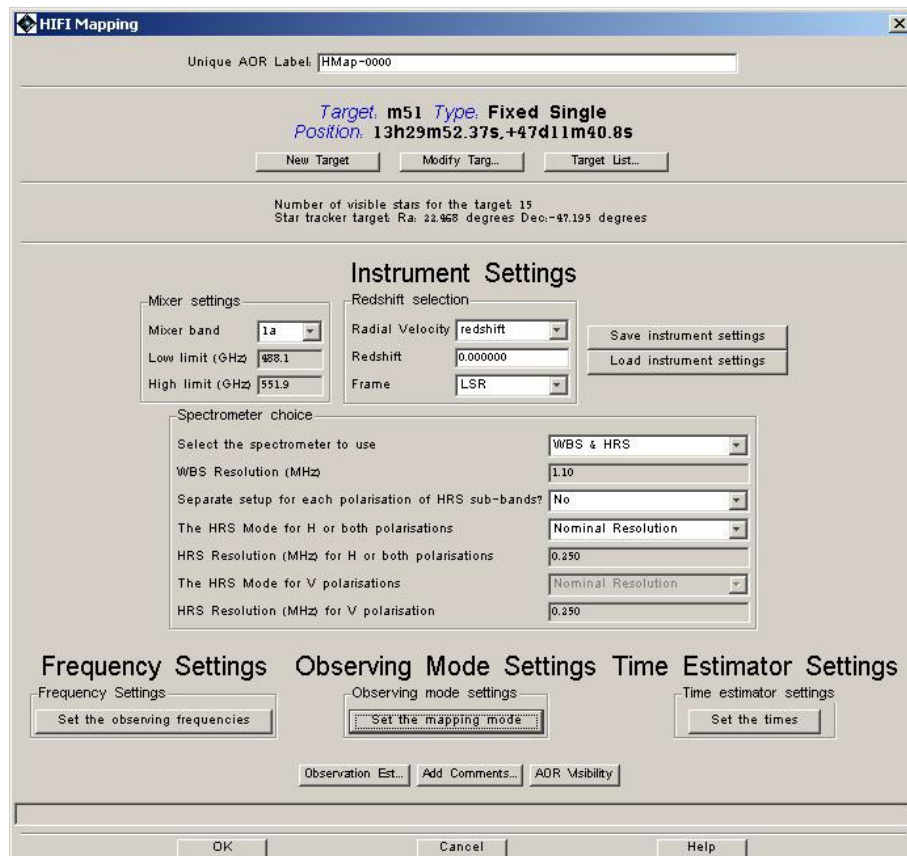 HIFI Mapping
Unique AOR Label: HMap-0000
Target: m51 Type: Fixed Single
Position: 13h29m52.37s,+47d11m40.8s
New Target Modify Targ... Target List...
Number of visible stars for the target: 15
Star tracker target: Ra: 22.468 degrees Dec:-47.195 degrees
Instrument Settings
Mixer settings
Mixer band 1a
Low limit (GHz) 488.1
High limit (GHz) 551.9
Redshift selection
Radial Velocity redshift
Redshift 0.000000
Frame LSR
Save instrument settings
Load instrument settings
Spectrometer choice
Select the spectrometer to use WBS & HRS
WBS Resolution (MHz) 1.10
Separate setup for each polarisation of HRS sub-bands? No
The HRS Mode for H or both polarisations Nominal Resolution
HRS Resolution (MHz) for H or both polarisations 0.250
The HRS Mode for V polarisations Nominal Resolution
HRS Resolution (MHz) for V polarisation 0.250
Frequency Settings Observing Mode Settings Time Estimator Settings
Frequency Settings Observing mode settings Time estimator settings
Set the observing frequencies Set the mapping mode Set the times
Observation Est... Add Comments... AOR Visibility
OK Cancel Help